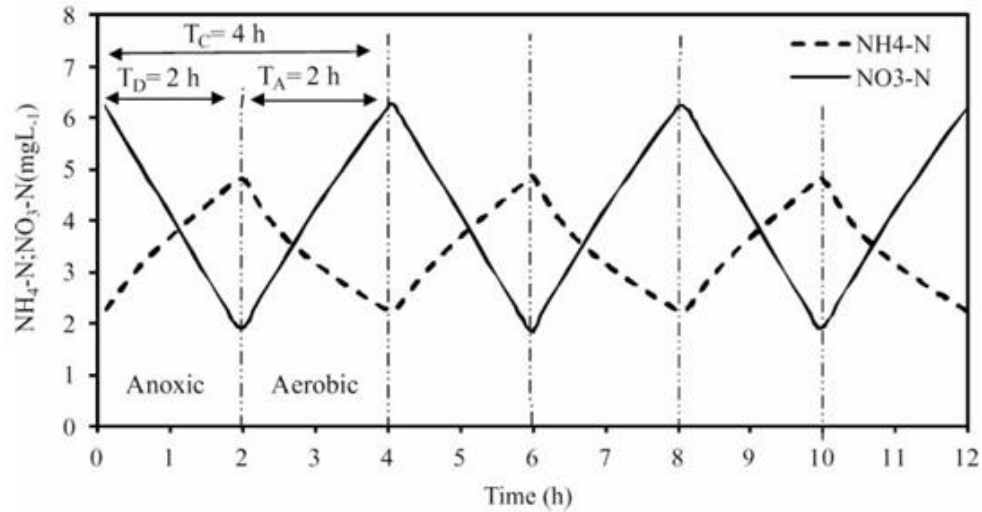 8
7
6
5
4
3
2
1
0
NH₄-N;NO₃-N(mgL₋₁)
T_C= 4 h
T_D= 2 h
T_A= 2 h
NH4-N
NO3-N
Anoxic
Aerobic
0 1 2 3 4 5 6 7 8 9 10 11 12
Time (h)